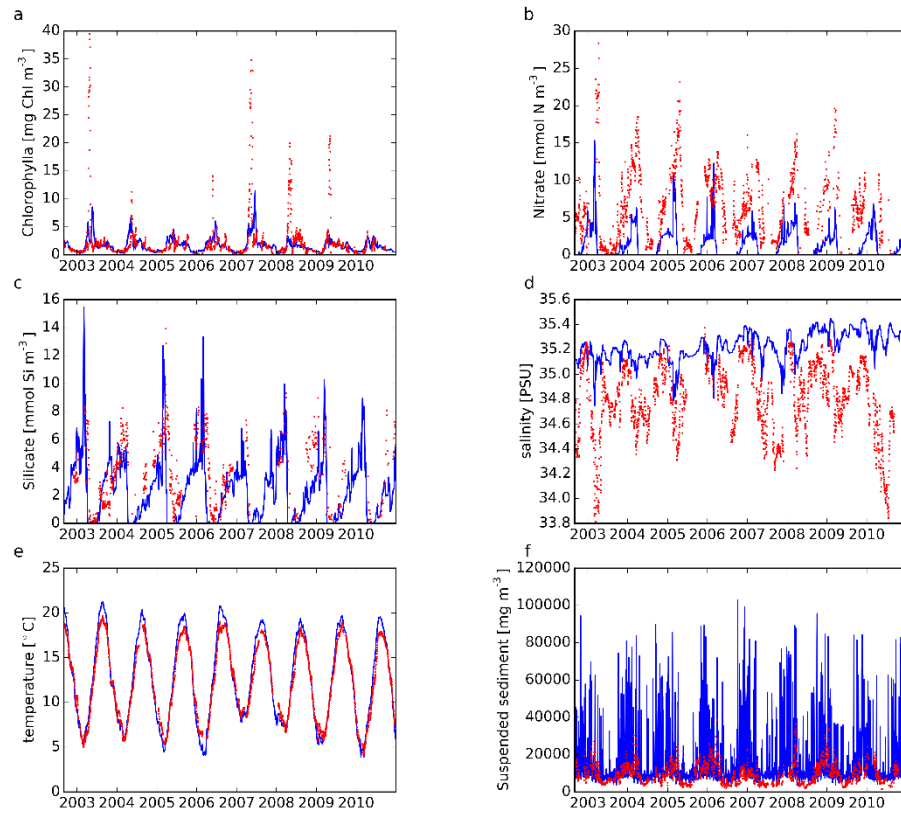 a
Chlorophylla [mg Chl m⁻³]
40
35
30
25
20
15
10
5
0
2003 2004 2005 2006 2007 2008 2009 2010
b
Nitrate [mmol N m⁻³]
30
25
20
15
10
5
0
2003 2004 2005 2006 2007 2008 2009 2010
c
Silicate [mmol Si m⁻³]
16
14
12
10
8
6
4
2
0
2003 2004 2005 2006 2007 2008 2009 2010
d
salinity [PSU]
35.6
35.4
35.2
35.0
34.8
34.6
34.4
34.2
34.0
33.8
2003 2004 2005 2006 2007 2008 2009 2010
e
temperature [°C]
25
20
15
10
5
0
2003 2004 2005 2006 2007 2008 2009 2010
f
Suspended sediment [mg m⁻³]
120000
100000
80000
60000
40000
20000
0
2003 2004 2005 2006 2007 2008 2009 2010